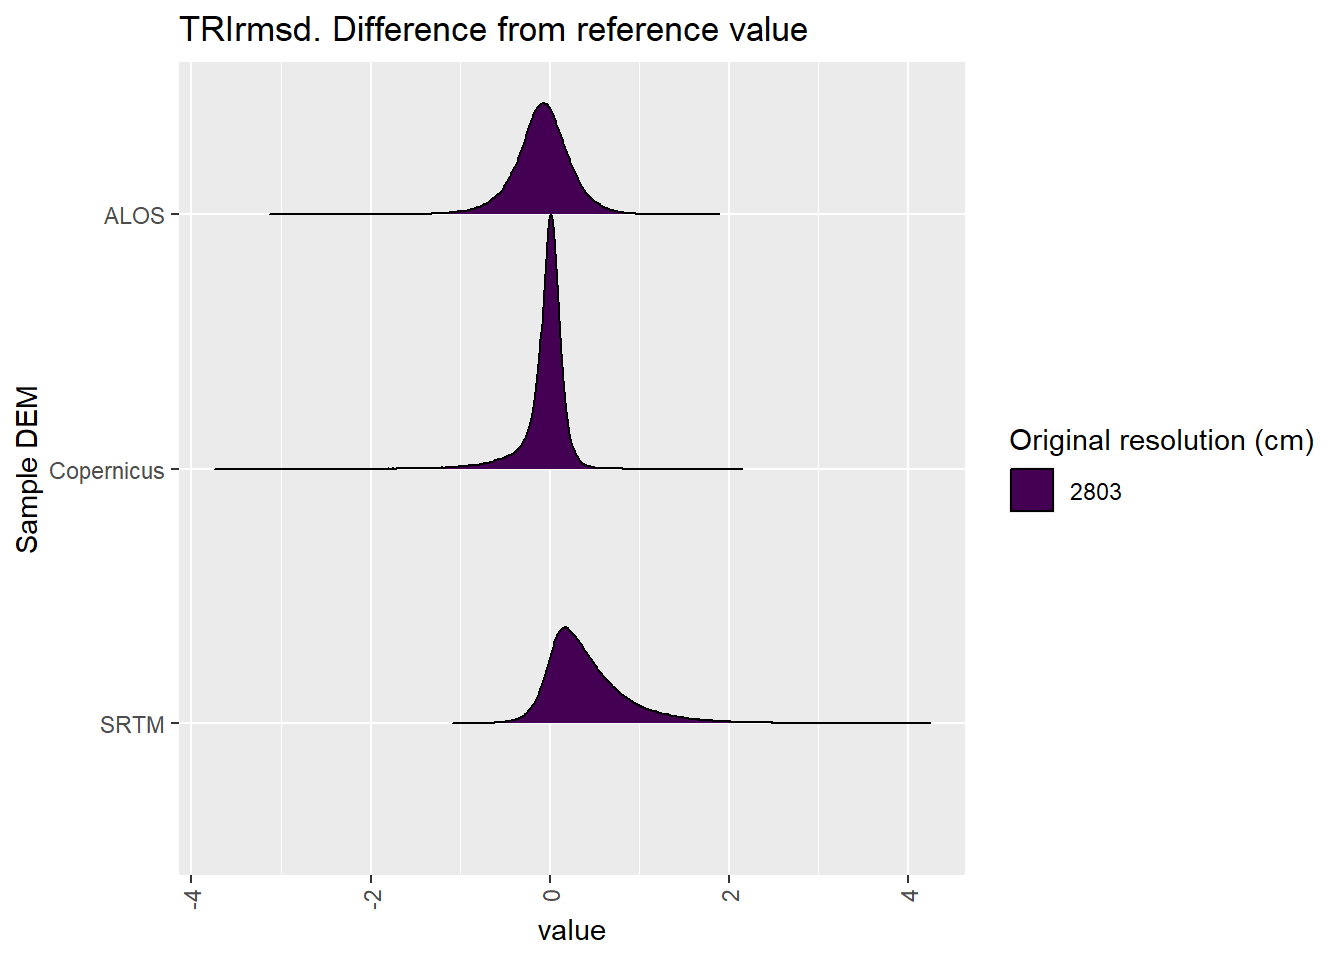 TRIrmsd. Difference from reference value
ALOS
Copernicus
SRTM
Sample DEM
-4
-2
0
2
4
value
Original resolution (cm)
2803